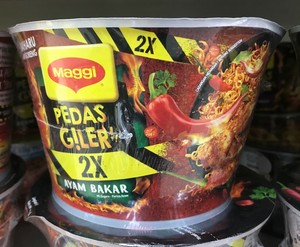 2X
Maggi
PEDAS
GILER
2X
AYAM BAKAR